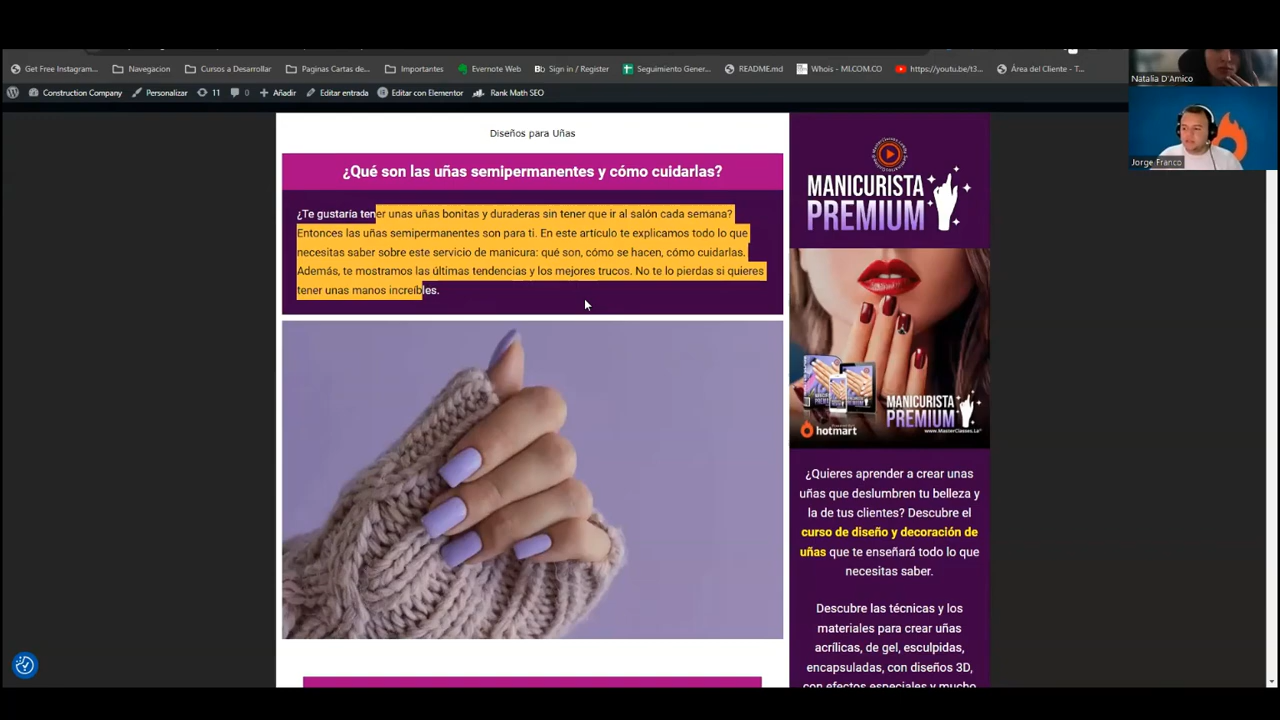 Get Free Instagram...
Navegacion
Cursos a Desarrollar
Paginas Cartas de...
Importantes
Evernote Web
Bb Sign in / Register
Seguimiento Gener...
README.md
Whois - MI.COM.CO
https://youtu.be/t3...
Área del Cliente - T...
Natalia D'Amico
Jorge Franco
Construction Company
Personalizar
11
0
Añadir
Editar entrada
Editar con Elementor
Rank Math SEO
Diseños para Uñas
¿Qué son las uñas semipermanentes y cómo cuidarlas?
¿Te gustaría tener unas uñas bonitas y duraderas sin tener que ir al salón cada semana?
Entonces las uñas semipermanentes son para ti. En este artículo te explicamos todo lo que
necesitas saber sobre este servicio de manicura: qué son, cómo se hacen, cómo cuidarlas.
Además, te mostramos las últimas tendencias y los mejores trucos. No te lo pierdas si quieres
tener unas manos increíbles.
MANICURISTA
PREMIUM
MANICURISTA
PREMIUM
hotmart
www.MasterClasses.La
¿Quieres aprender a crear unas
uñas que deslumbren tu belleza y
la de tus clientes? Descubre el
curso de diseño y decoración de
uñas que te enseñará todo lo que
necesitas saber.
Descubre las técnicas y los
materiales para crear uñas
acrílicas, de gel, esculpidas,
encapsuladas, con diseños 3D,
con efectos especiales y mucho